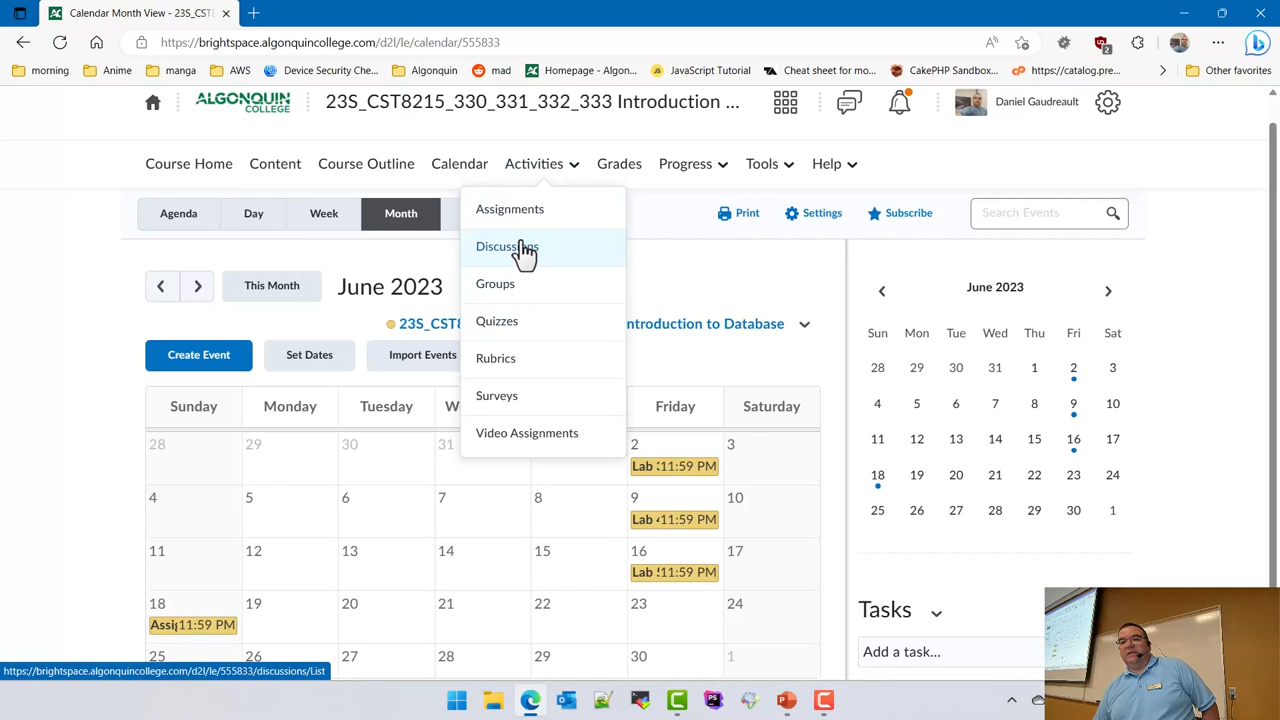 Calendar Month View - 23S_CST8
https://brightspace.algonquincollege.com/d2l/le/calendar/555833
2
morning
Anime
manga
AWS
Device Security Che...
Algonquin
mad
Homepage - Algon...
JavaScript Tutorial
Cheat sheet for mo...
CakePHP Sandbox...
https://catalog.pre...
Other favorites
ALGONQUIN
COLLEGE
23S_CST8215_330_331_332_333 Introduction ...
Daniel Gaudreault
Course Home
Content
Course Outline
Calendar
Activities
Grades
Progress
Tools
Help
Agenda
Day
Week
Month
Print
Settings
Subscribe
Search Events
Assignments
Discussions
Groups
Quizzes
Rubrics
Surveys
Video Assignments
This Month
June 2023
23S_CST8
ntroduction to Database
Create Event
Set Dates
Import Events
Sunday Monday Tuesday W Friday Saturday
28 29 30 31 2 3
Lab 11:59 PM
4 5 6 7 8 9 10
Lab 11:59 PM
11 12 13 14 15 16 17
Lab 11:59 PM
18 19 20 21 22 23 24
Assi 11:59 PM
25 26 27 28 29 30 1
June 2023
Sun Mon Tue Wed Thu Fri Sat
28 29 30 31 1 2 3
4 5 6 7 8 9 10
11 12 13 14 15 16 17
18 19 20 21 22 23 24
25 26 27 28 29 30 1
Tasks
Add a task...
https://brightspace.algonquincollege.com/d2l/le/555833/discussions/List
PS